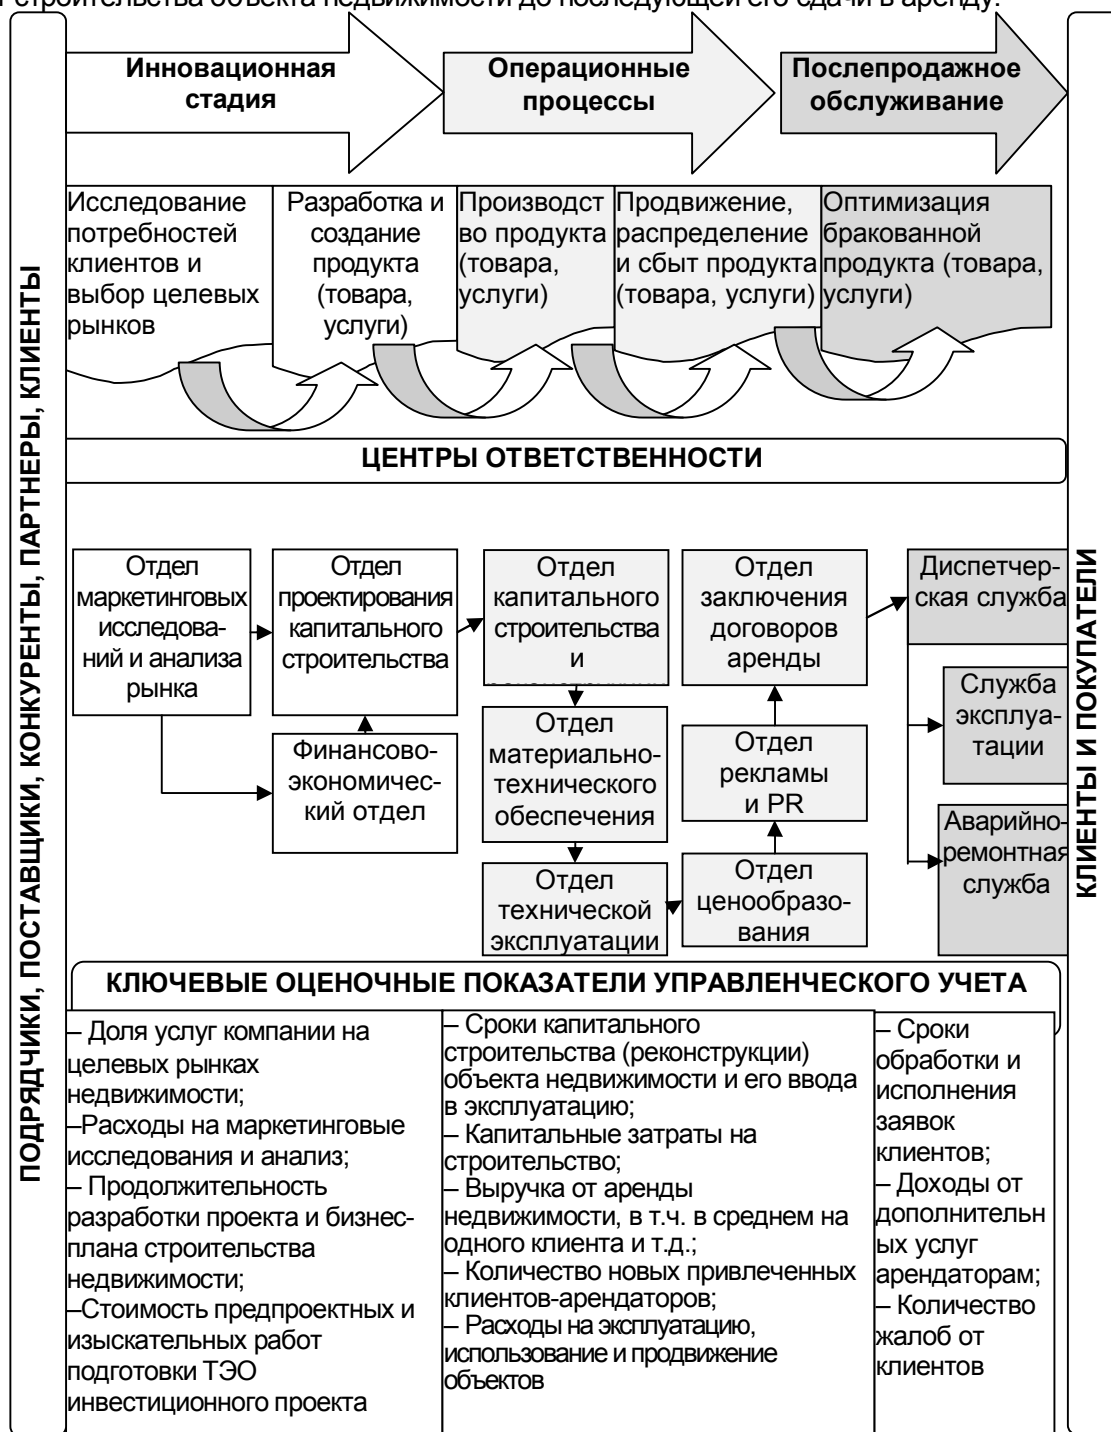 строительства объекта недвижимости до последующей его сдачи в аренду.
ПОДРЯДЧИКИ, ПОСТАВЩИКИ, КОНКУРЕНТЫ, ПАРТНЕРЫ, КЛИЕНТЫ
Инновационная
стадия
Операционные
процессы
Послепродажное
обслуживание
Исследование
потребностей
клиентов и
выбор целевых
рынков
Разработка и
создание
продукта
(товара,
услуги)
Производст
во продукта
(товара,
услуги)
Продвижение,
распределение
и сбыт продукта
(товара, услуги)
Оптимизация
бракованной
продукта (товара,
услуги)
ЦЕНТРЫ ОТВЕТСТВЕННОСТИ
Отдел
маркетинговых
исследова-
ний и анализа
рынка
Отдел
проектирования
капитального
строительства
Финансово-
экономичес-
кий отдел
Отдел
капитального
строительства
и
Отдел
материально-
технического
обеспечения
Отдел
технической
эксплуатации
Отдел
заключения
договоров
аренды
Отдел
рекламы
и PR
Отдел
ценообразо-
вания
Диспетчер-
ская служба
Служба
эксплуа-
тации
Аварийно-
ремонтная
служба
КЛЮЧЕВЫЕ ОЦЕНОЧНЫЕ ПОКАЗАТЕЛИ УПРАВЛЕНЧЕСКОГО УЧЕТА
– Доля услуг компании на
целевых рынках
недвижимости;
–Расходы на маркетинговые
исследования и анализ;
– Продолжительность
разработки проекта и бизнес-
плана строительства
недвижимости;
–Стоимость предпроектных и
изыскательных работ
подготовки ТЭО
инвестиционного проекта
– Сроки капитального
строительства (реконструкции)
объекта недвижимости и его ввода
в эксплуатацию;
– Капитальные затраты на
строительство;
– Выручка от аренды
недвижимости, в т.ч. в среднем на
одного клиента и т.д.;
– Количество новых привлеченных
клиентов-арендаторов;
– Расходы на эксплуатацию,
использование и продвижение
объектов
– Сроки
обработки и
исполнения
заявок
клиентов;
– Доходы от
дополнительн
ых услуг
арендаторам;
– Количество
жалоб от
клиентов
КЛИЕНТЫ И ПОКУПАТЕЛИ